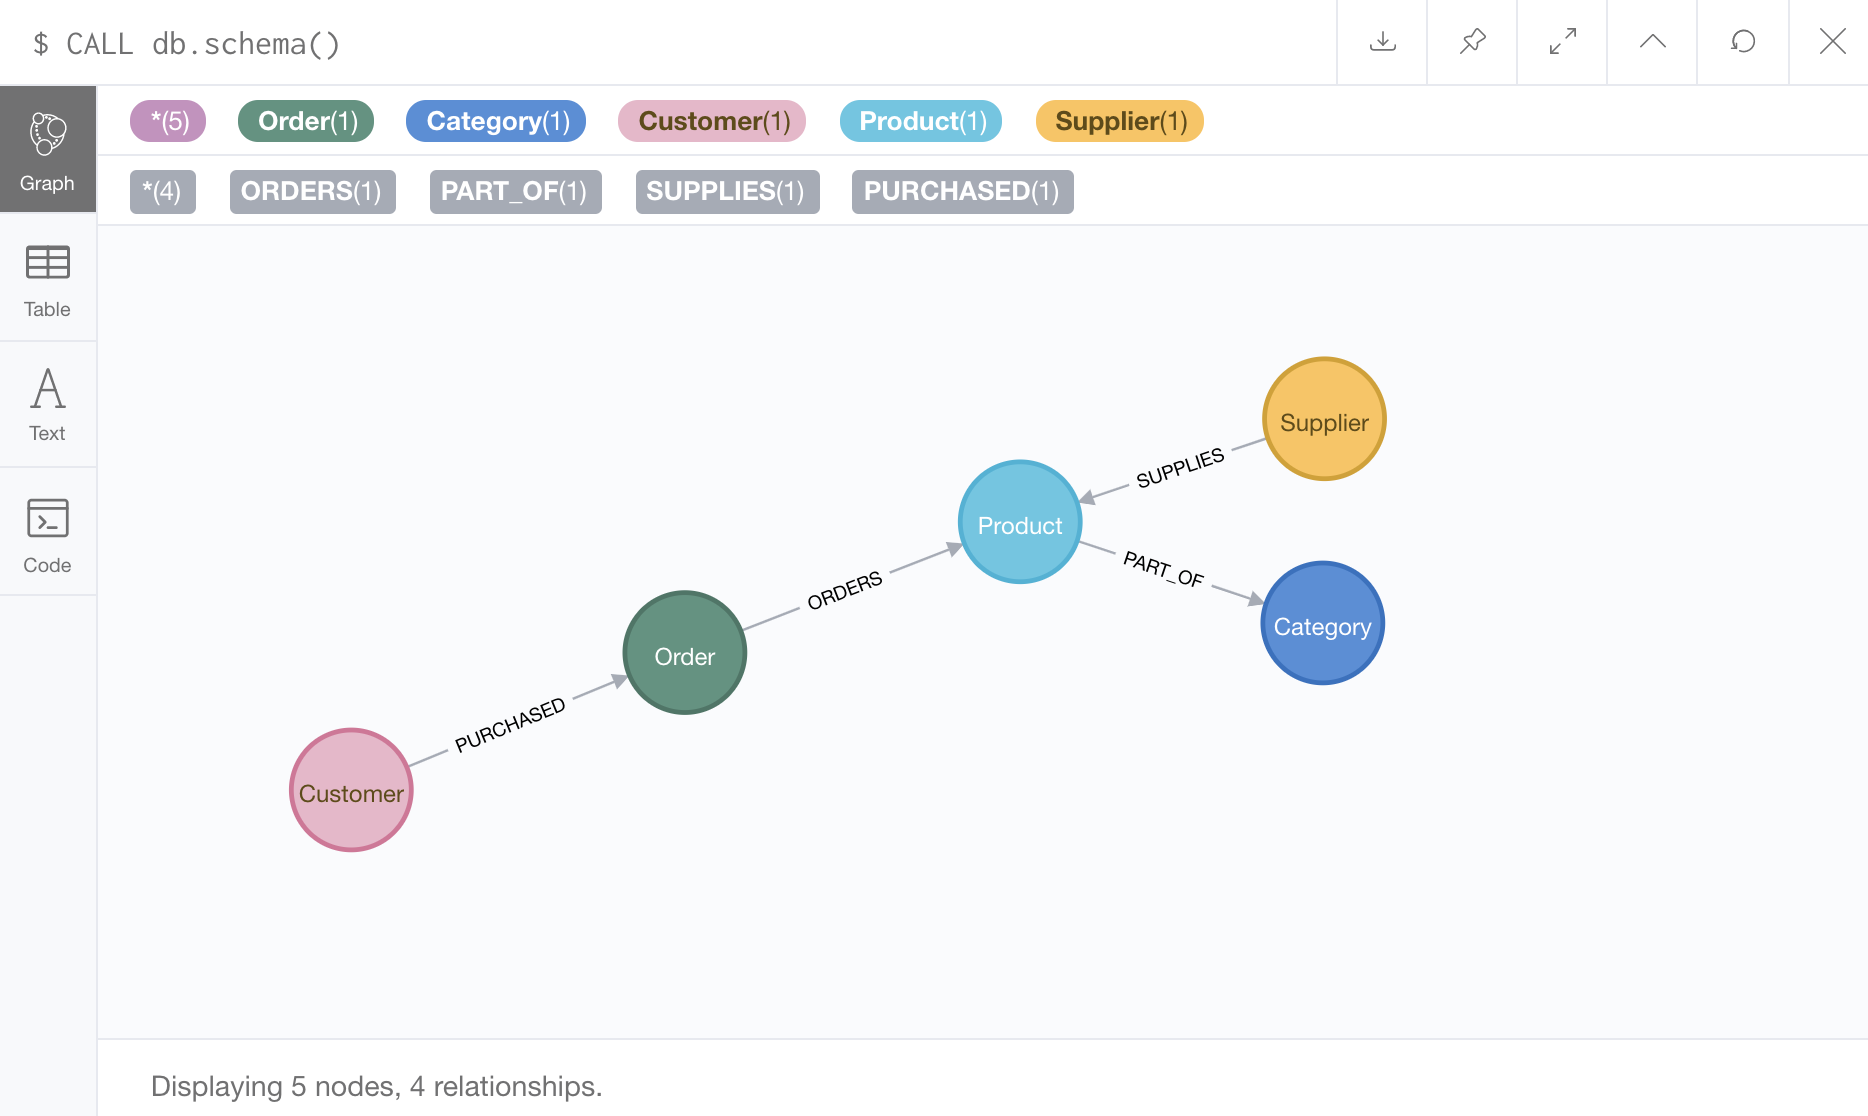 $ CALL db.schema()
*(5) Order(1) Category(1) Customer(1) Product(1) Supplier(1)
*(4) ORDERS(1) PART_OF(1) SUPPLIES(1) PURCHASED(1)
Graph
Table
Text
Code
Supplier
SUPPLIES
Product
PART_OF
Category
ORDERS
Order
PURCHASED
Customer
Displaying 5 nodes, 4 relationships.